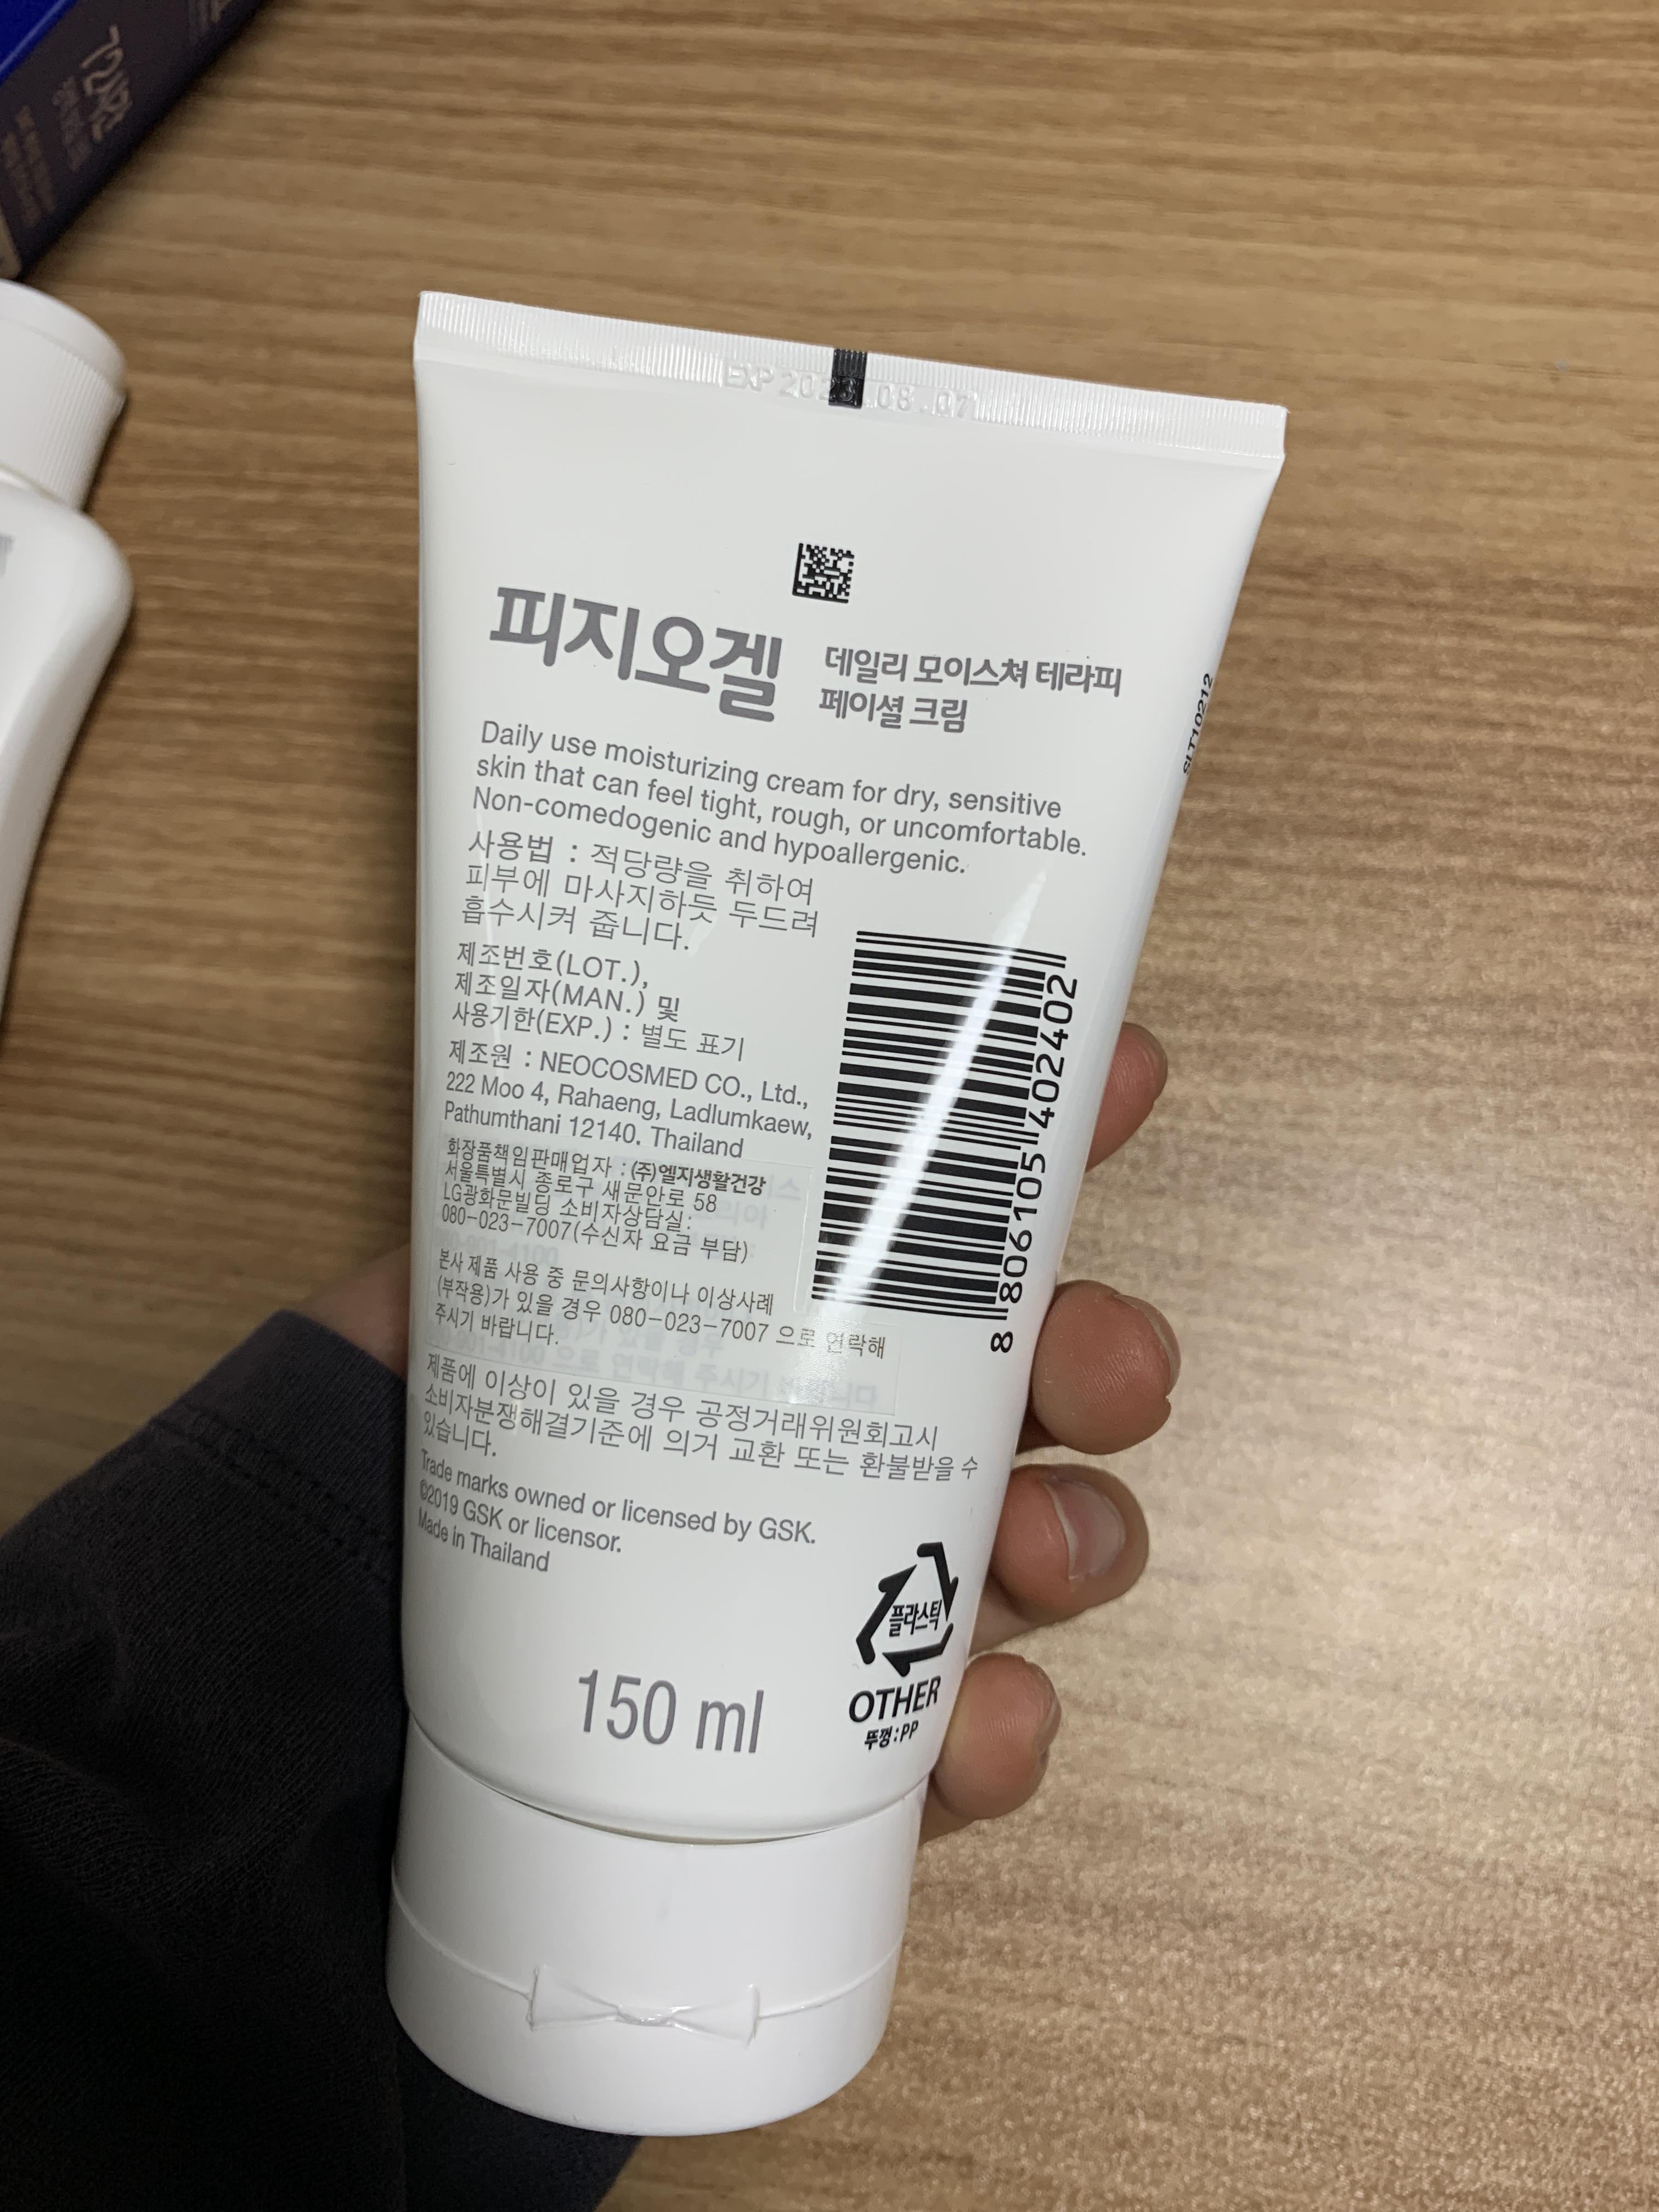 72시간
EXP 2023.08.07
피지오겔
데일리 모이스쳐 테라피
페이셜 크림
SLT10212
Daily use moisturizing cream for dry, sensitive
skin that can feel tight, rough, or uncomfortable.
Non-comedogenic and hypoallergenic.
사용법 : 적당량을 취하여
피부에 마사지하듯 두드려
흡수시켜 줍니다.
제조번호(LOT.),
제조일자(MAN.) 및
사용기한(EXP.) : 별도 표기
제조원 : NEOCOSMED CO., Ltd.,
222 Moo 4, Rahaeng, Ladlumkaew,
Pathumthani 12140. Thailand
화장품책임판매업자 : (주)엘지생활건강
서울특별시 종로구 새문안로 58
LG광화문빌딩 소비자상담실:
080-023-7007(수신자 요금 부담)
본사 제품 사용 중 문의사항이나 이상사례
(부작용)가 있을 경우 080-023-7007 으로 연락해
주시기 바랍니다.
제품에 이상이 있을 경우 공정거래위원회고시
소비자분쟁해결기준에 의거 교환 또는 환불받을 수
있습니다.
Trade marks owned or licensed by GSK.
©2019 GSK or licensor.
Made in Thailand
8 806105 402402
150 ml
플라스틱
OTHER
뚜껑:PP